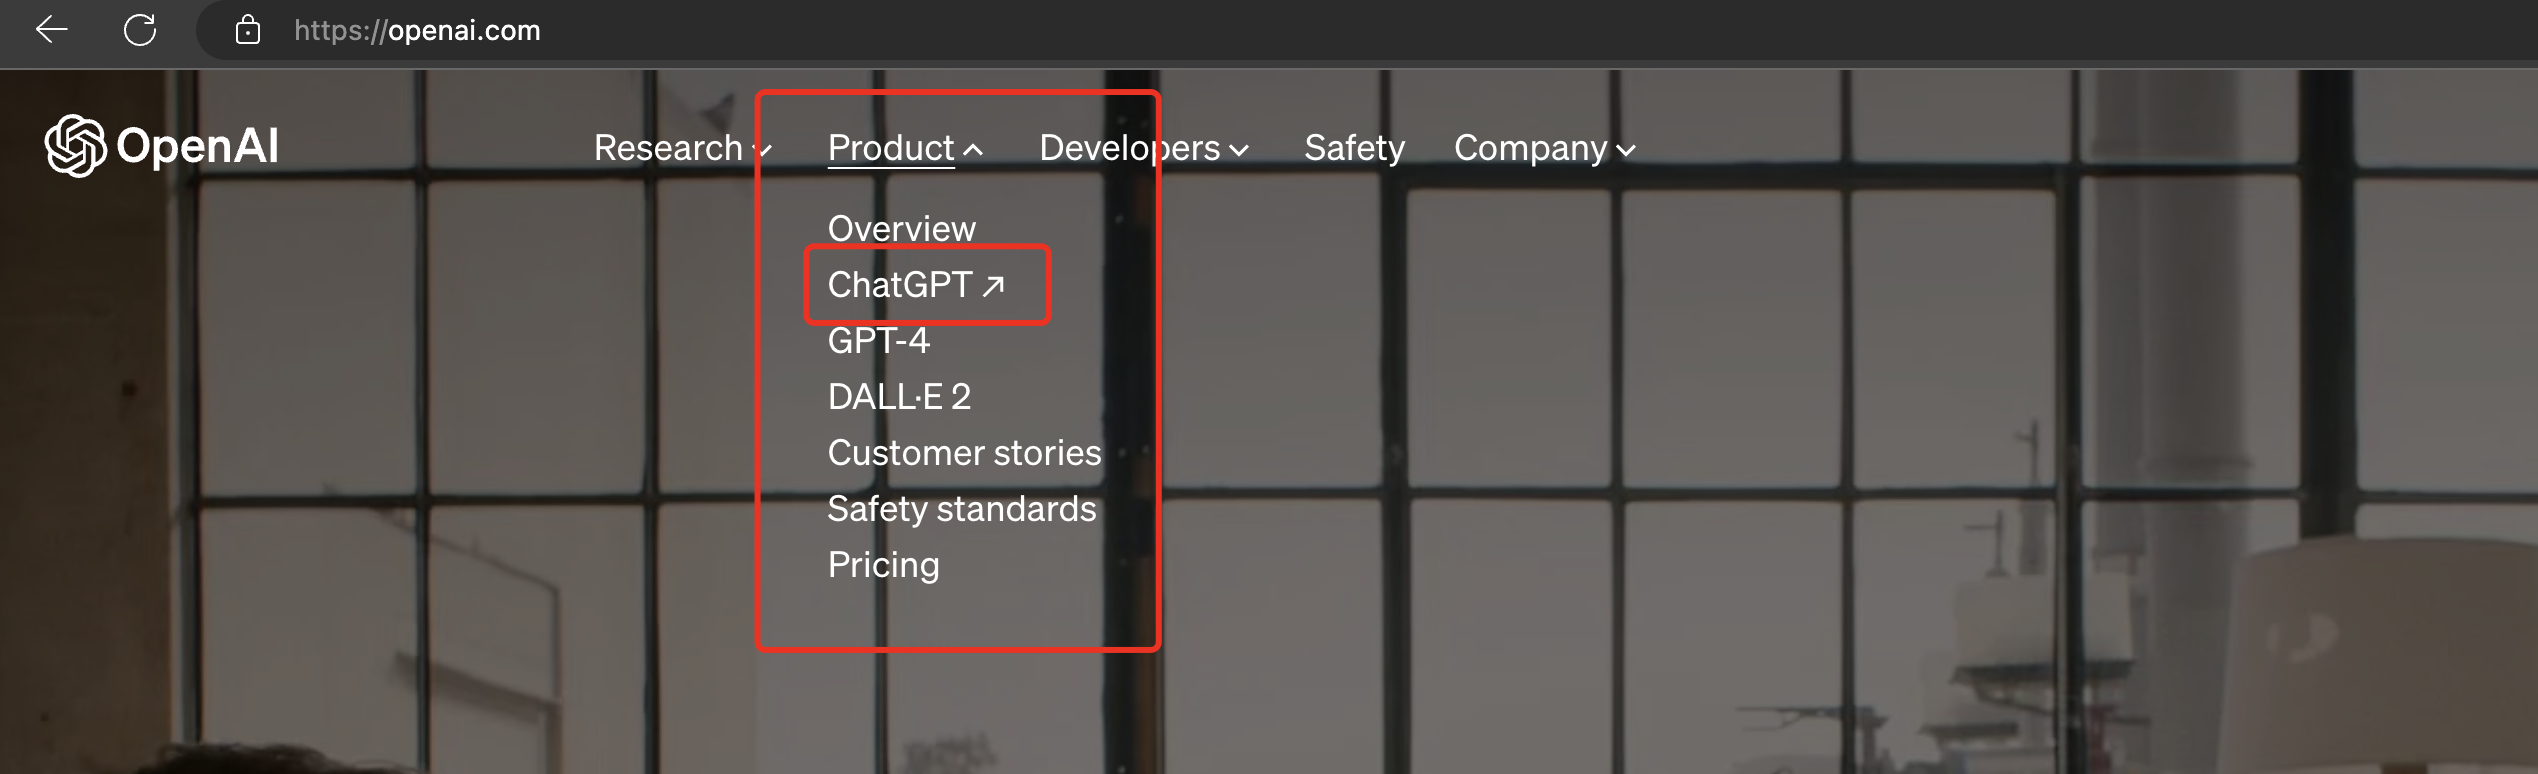 https://openai.com
OpenAI
Research Product Developers Safety Company
Overview
ChatGPT ↗
GPT-4
DALL·E 2
Customer stories
Safety standards
Pricing